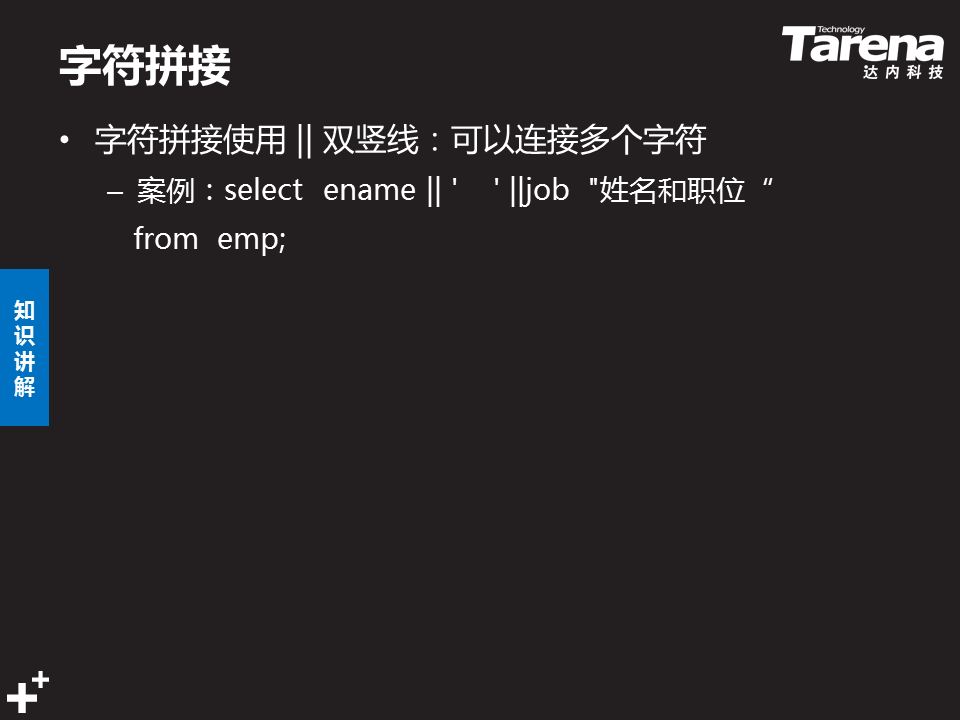 字符拼接
Technology
Tarena
达内科技
• 字符拼接使用 || 双竖线：可以连接多个字符
– 案例：select ename || ' ' ||job "姓名和职位“
from emp;
知识讲解